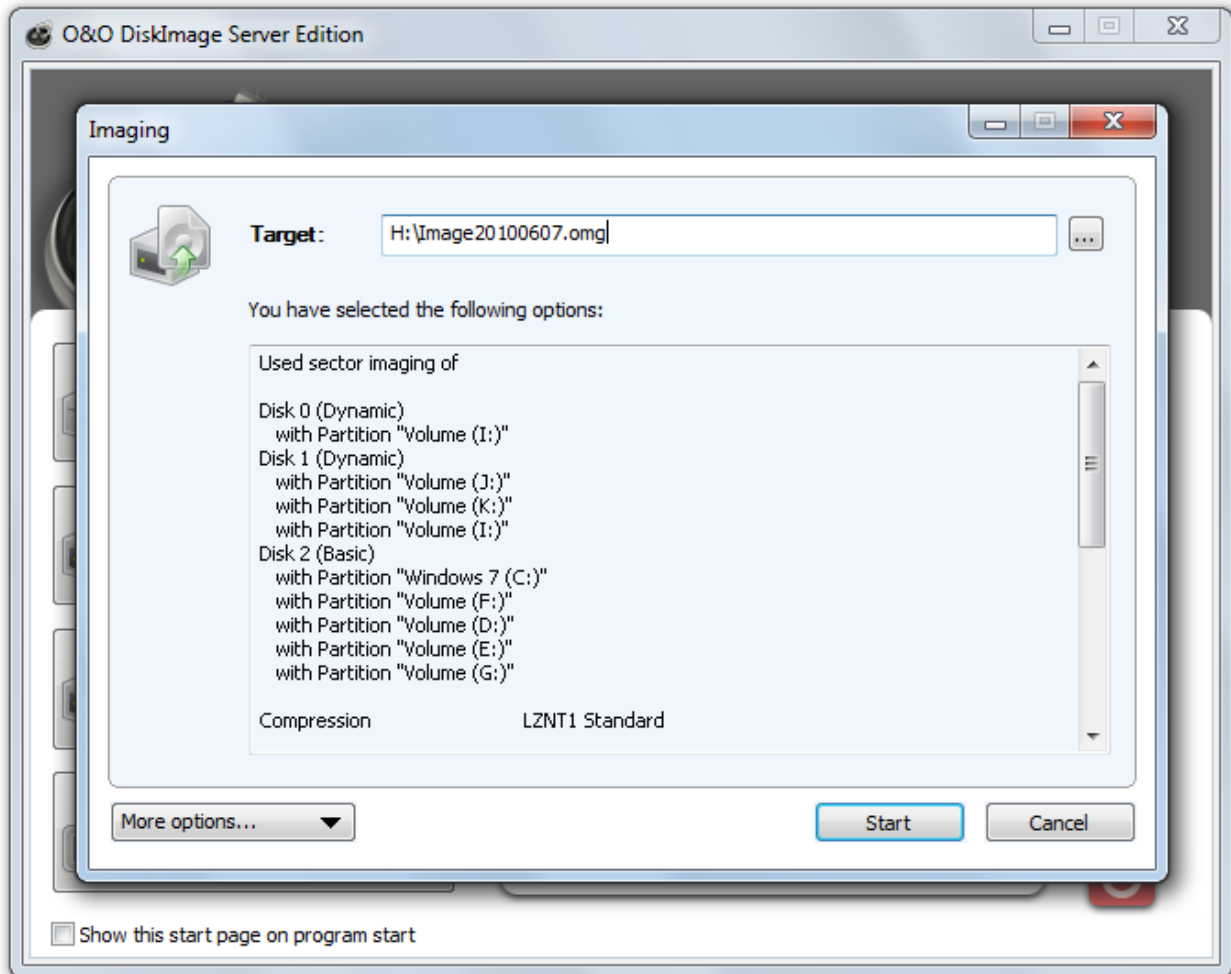 O&O DiskImage Server Edition
Imaging
Target: H:\Image20100607.omg ...
You have selected the following options:
Used sector imaging of
Disk 0 (Dynamic)
with Partition "Volume (I:)"
Disk 1 (Dynamic)
with Partition "Volume (J:)"
with Partition "Volume (K:)"
with Partition "Volume (I:)"
Disk 2 (Basic)
with Partition "Windows 7 (C:)"
with Partition "Volume (F:)"
with Partition "Volume (D:)"
with Partition "Volume (E:)"
with Partition "Volume (G:)"
Compression LZNT1 Standard
More options... Start Cancel
Show this start page on program start